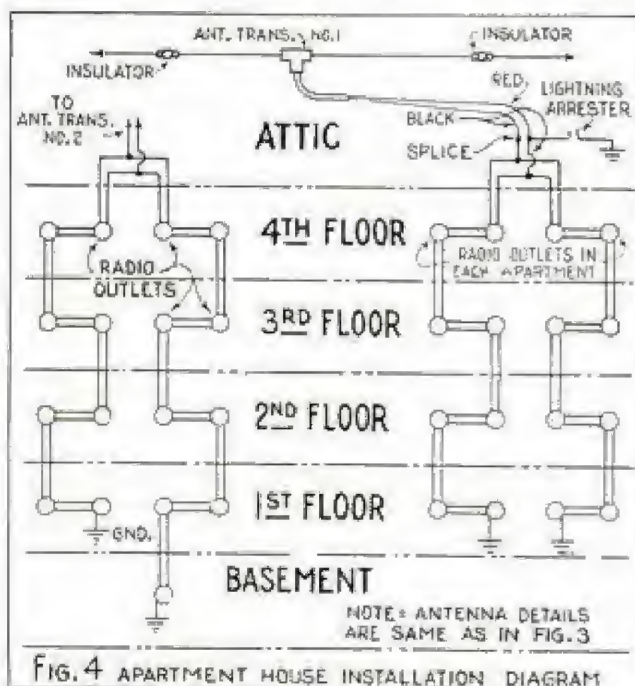 ANT. TRANS. NO.1
INSULATOR
INSULATOR
RED.
LIGHTNING
ARRESTER
TO
ANT. TRANS.
NO.2
BLACK
ATTIC
SPLICE
4TH FLOOR
RADIO
OUTLETS
RADIO OUTLETS IN
EACH APARTMENT
3RD FLOOR
2ND FLOOR
1ST FLOOR
GND.
BASEMENT
NOTE: ANTENNA DETAILS
ARE SAME AS IN FIG.3
FIG. 4 APARTMENT HOUSE INSTALLATION DIAGRAM